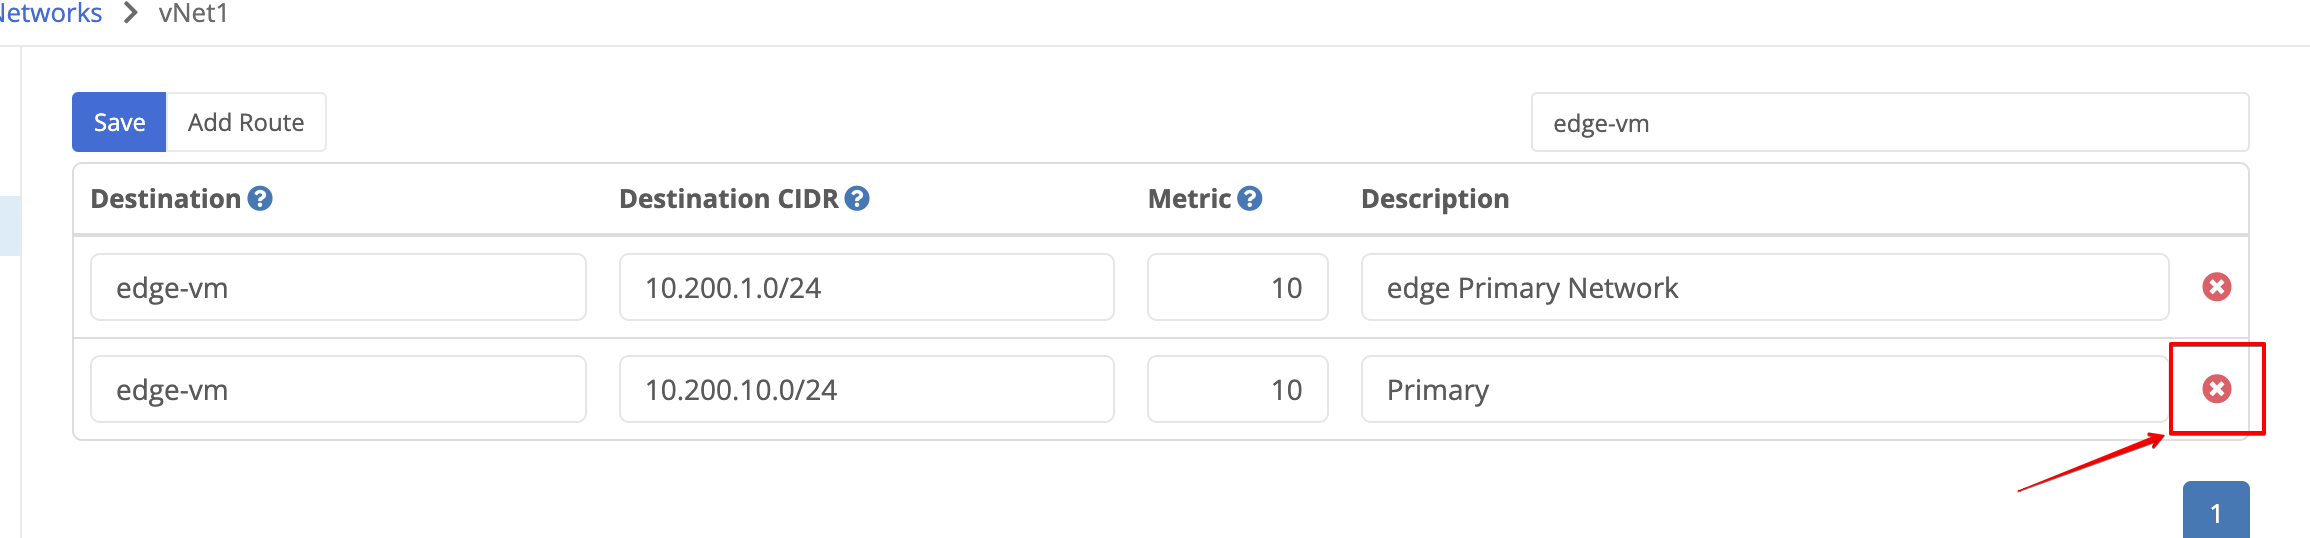 Networks > vNet1
Save Add Route edge-vm
Destination ? Destination CIDR ? Metric ? Description
edge-vm 10.200.1.0/24 10 edge Primary Network
edge-vm 10.200.10.0/24 10 Primary
1